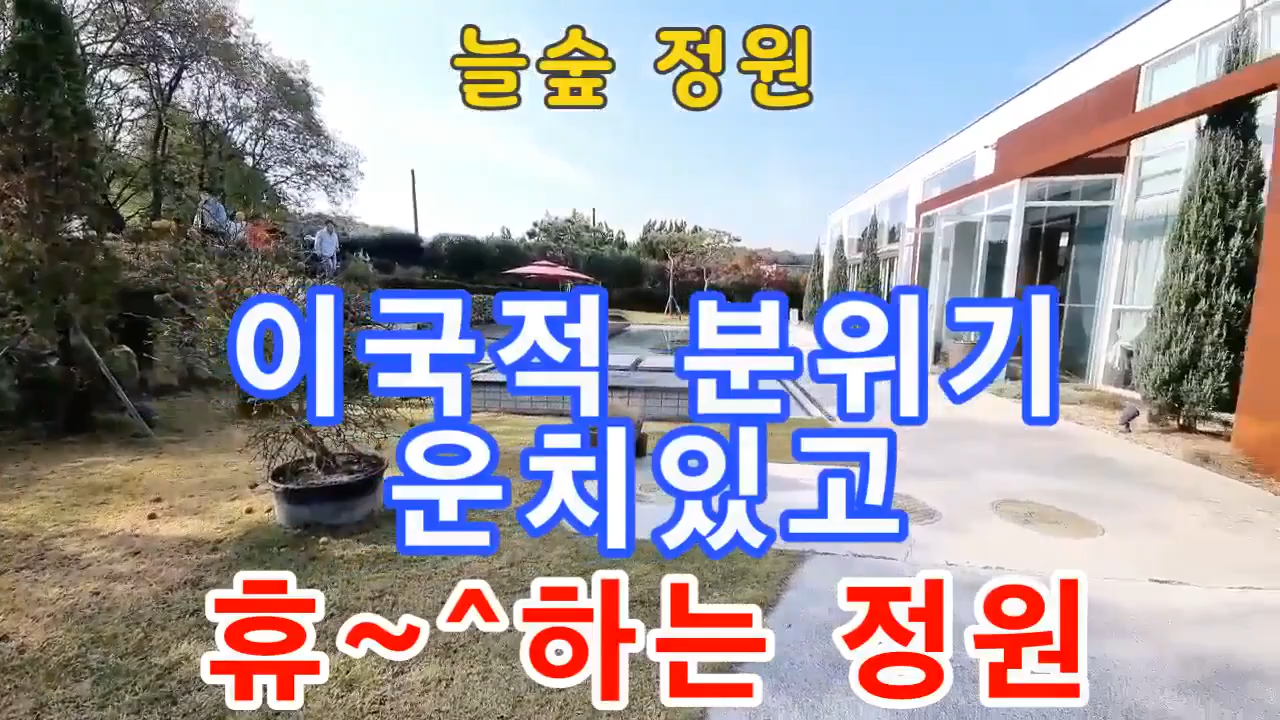 늘숲 정원
이국적 분위기
운치있고
휴~^하는 정원